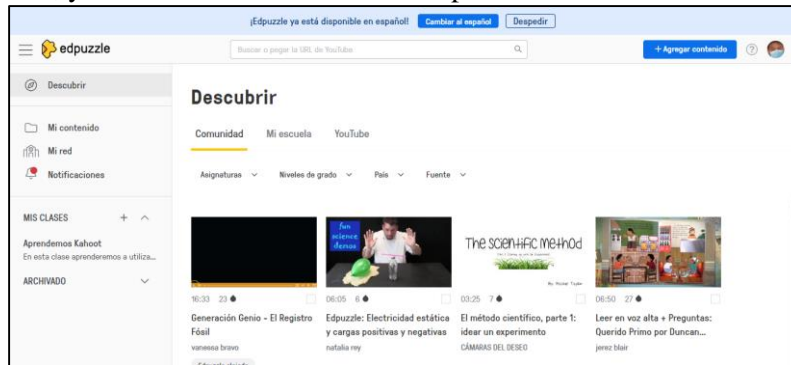 ¡Edpuzzle ya está disponible en español! Cambiar al español Despedir
edpuzzle
Buscar o pegar la URL de YouTube
+ Agregar contenido
Descubrir
Mi contenido
Mi red
Notificaciones
MIS CLASES
Aprendemos Kahoot
En esta clase aprenderemos a utiliza...
ARCHIVADO
Descubrir
Comunidad Mi escuela YouTube
Asignaturas Niveles de grado País Fuente
fun
science
demos
The scientific method
By: Michal Taylor
16:33 23
Generación Genio - El Registro
Fósil
vanessa bravo
06:05 6
Edpuzzle: Electricidad estática
y cargas positivas y negativas
natalia rey
03:25 7
El método científico, parte 1:
idear un experimento
CÁMARAS DEL DESEO
06:50 27
Leer en voz alta + Preguntas:
Querido Primo por Duncan...
jerez blair